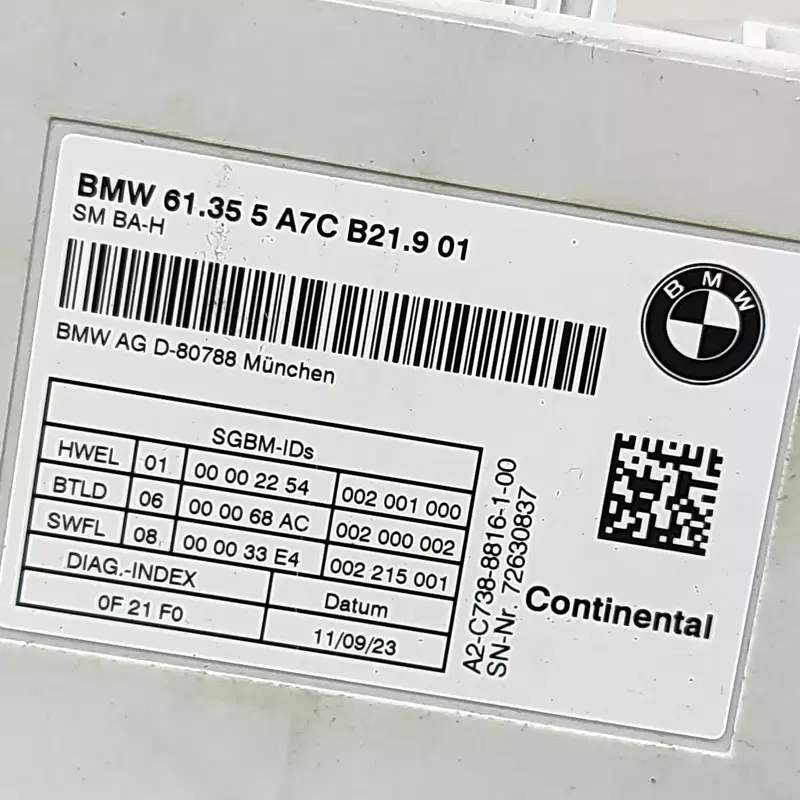 BMW 61.35 5 A7C B21.9 01
SM BA-H
BMW AG D-80788 München
BMW
SGBM-IDs
HWEL 01 00 00 22 54 002 001 000
BTLD 06 00 00 68 AC 002 000 002
SWFL 08 00 00 33 E4 002 215 001
DIAG.-INDEX Datum
0F 21 F0 11/09/23
A2-C738-8816-1-00
SN-Nr. 72630837
Continental